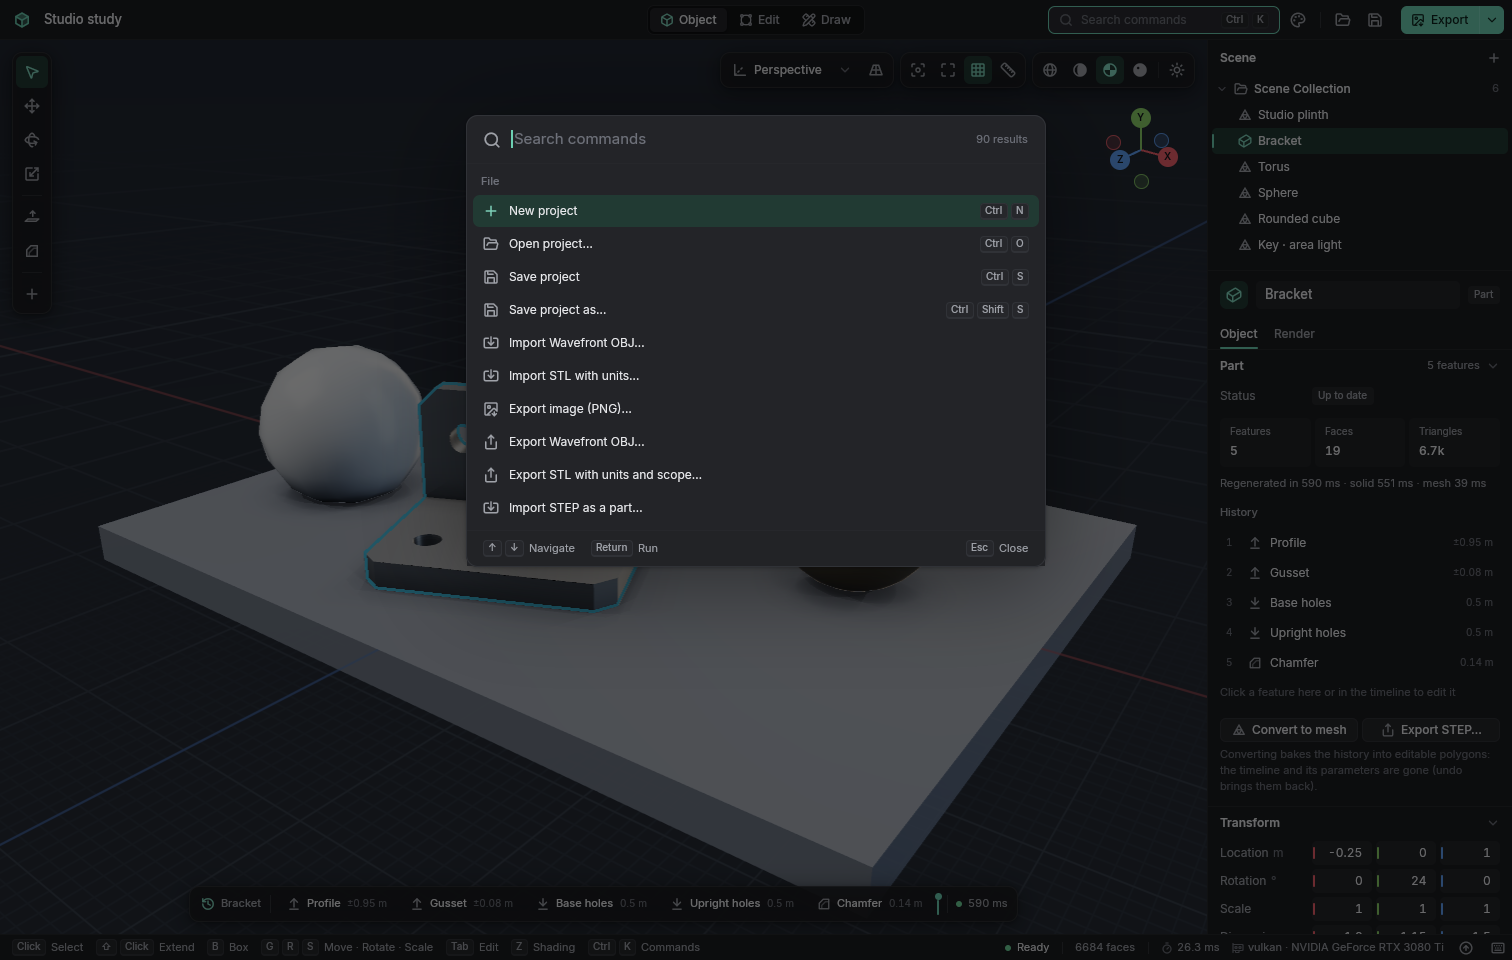 Studio study
Object
Edit
Draw
Search commands
Ctrl K
Export
Perspective
Scene
Scene Collection 6
Studio plinth
Bracket
Torus
Sphere
Rounded cube
Key · area light
Y
X
Z
Search commands
90 results
File
New project Ctrl N
Open project... Ctrl O
Save project Ctrl S
Save project as... Ctrl Shift S
Import Wavefront OBJ...
Import STL with units...
Export image (PNG)...
Export Wavefront OBJ...
Export STL with units and scope...
Import STEP as a part...
↑ ↓ Navigate Return Run Esc Close
Bracket Part
Object Render
Part 5 features
Status Up to date
Features Faces Triangles
5 19 6.7k
Regenerated in 590 ms · solid 551 ms · mesh 39 ms
History
1 Profile ±0.95 m
2 Gusset ±0.08 m
3 Base holes 0.5 m
4 Upright holes 0.5 m
5 Chamfer 0.14 m
Click a feature here or in the timeline to edit it
Convert to mesh Export STEP...
Converting bakes the history into editable polygons:
the timeline and its parameters are gone (undo
brings them back).
Transform
Location m -0.25 0 1
Rotation ° 0 24 0
Scale 1 1 1
Bracket Profile ±0.95 m Gusset ±0.08 m Base holes 0.5 m Upright holes 0.5 m Chamfer 0.14 m 590 ms
Click Select ⇧ Click Extend B Box G R S Move · Rotate · Scale Tab Edit Z Shading Ctrl K Commands
Ready 6684 faces 26.3 ms vulkan · NVIDIA GeForce RTX 3080 Ti